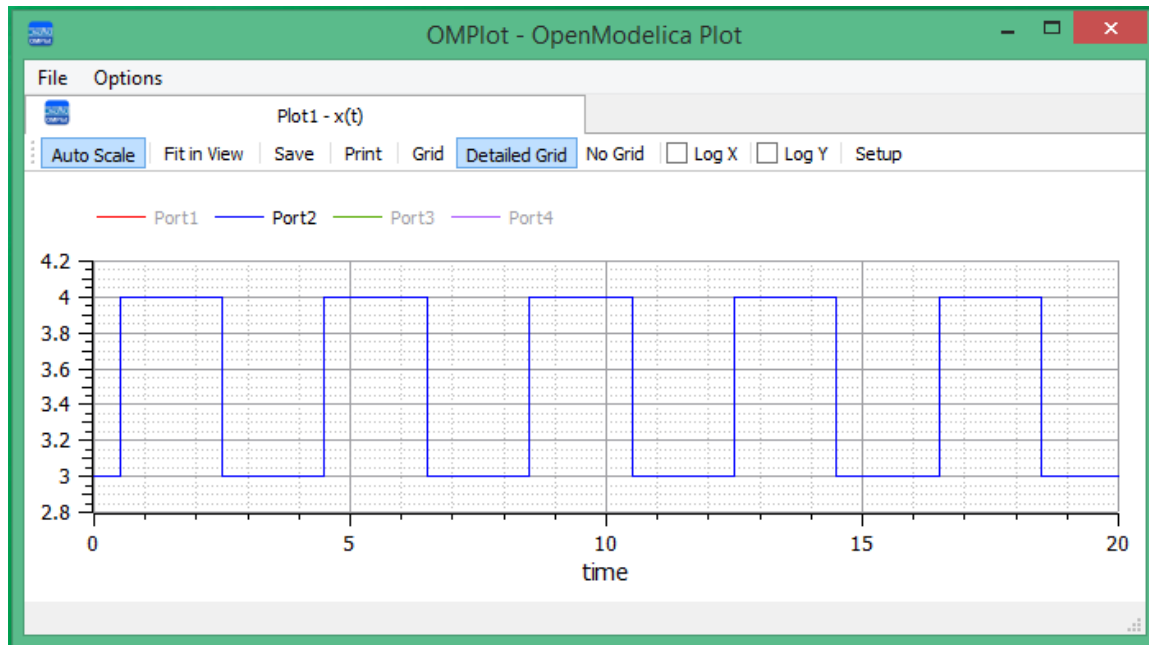 OMPlot - OpenModelica Plot
File Options
Plot1 - x(t)
Auto Scale Fit in View Save Print Grid Detailed Grid No Grid Log X Log Y Setup
Port1 Port2 Port3 Port4
4.2
4
3.8
3.6
3.4
3.2
3
2.8
0 5 10 15 20
time